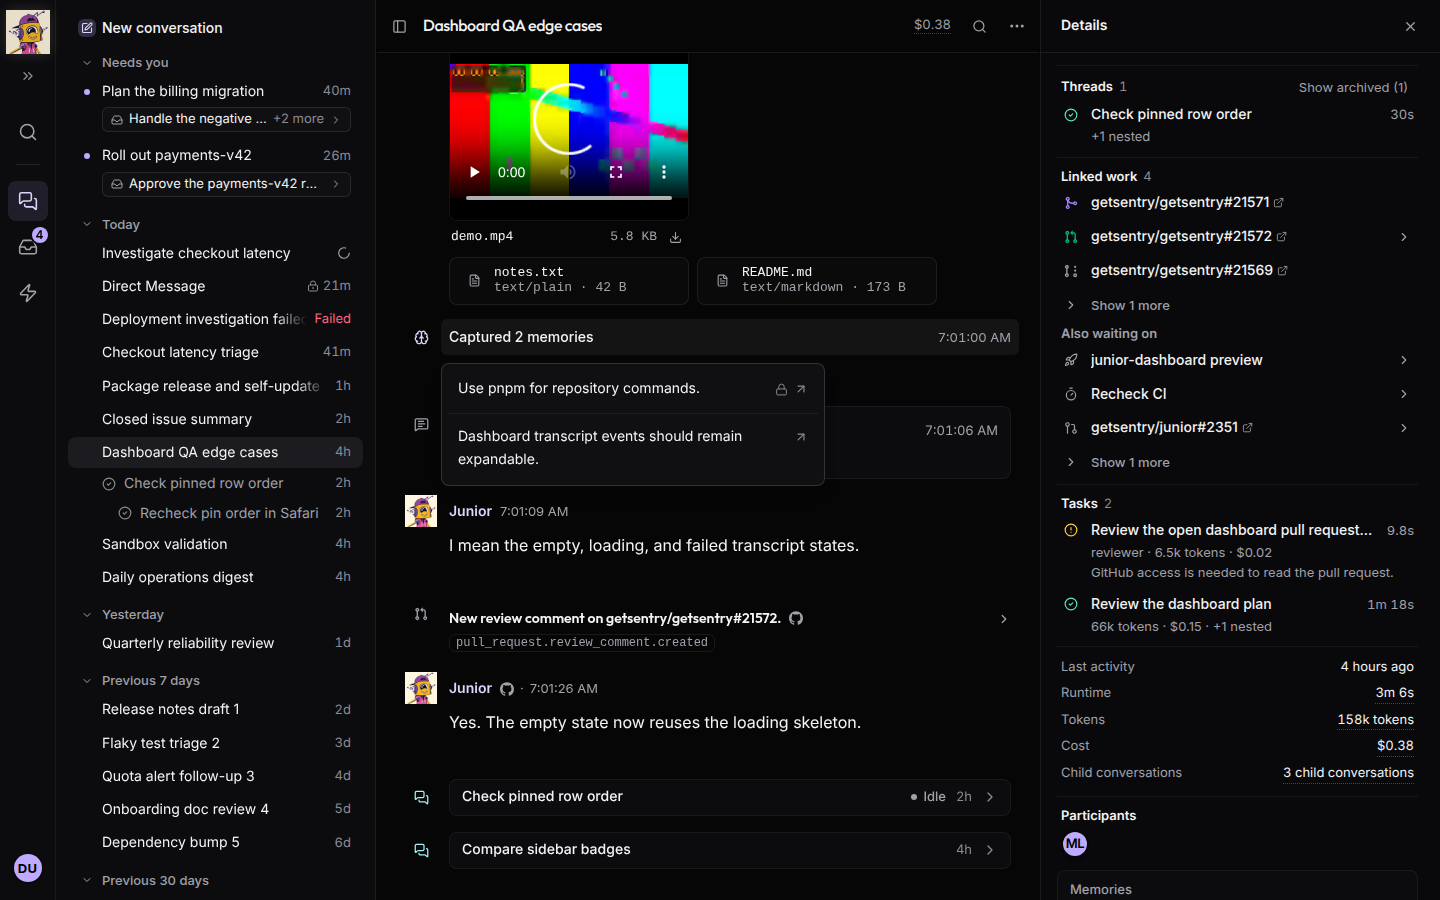 New conversation
Needs you
Plan the billing migration 40m
Handle the negative ... +2 more
Roll out payments-v42 26m
Approve the payments-v42 r...
Today
Investigate checkout latency
Direct Message 21m
Deployment investigation failed Failed
Checkout latency triage 41m
Package release and self-update 1h
Closed issue summary 2h
Dashboard QA edge cases 4h
Check pinned row order 2h
Recheck pin order in Safari 2h
Sandbox validation 4h
Daily operations digest 4h
Yesterday
Quarterly reliability review 1d
Previous 7 days
Release notes draft 1 2d
Flaky test triage 2 3d
Quota alert follow-up 3 4d
Onboarding doc review 4 5d
Dependency bump 5 6d
Previous 30 days
4
DU
Dashboard QA edge cases $0.38
0:00
demo.mp4 5.8 KB
notes.txt
text/plain · 42 B
README.md
text/markdown · 173 B
Captured 2 memories 7:01:00 AM
Use pnpm for repository commands.
Dashboard transcript events should remain
expandable.
7:01:06 AM
Junior 7:01:09 AM
I mean the empty, loading, and failed transcript states.
New review comment on getsentry/getsentry#21572.
pull_request.review_comment.created
Junior · 7:01:26 AM
Yes. The empty state now reuses the loading skeleton.
Check pinned row order Idle 2h
Compare sidebar badges 4h
Details
Threads 1 Show archived (1)
Check pinned row order 30s
+1 nested
Linked work 4
getsentry/getsentry#21571
getsentry/getsentry#21572
getsentry/getsentry#21569
Show 1 more
Also waiting on
junior-dashboard preview
Recheck CI
getsentry/junior#2351
Show 1 more
Tasks 2
Review the open dashboard pull request... 9.8s
reviewer · 6.5k tokens · $0.02
GitHub access is needed to read the pull request.
Review the dashboard plan 1m 18s
66k tokens · $0.15 · +1 nested
Last activity 4 hours ago
Runtime 3m 6s
Tokens 158k tokens
Cost $0.38
Child conversations 3 child conversations
Participants
ML
Memories